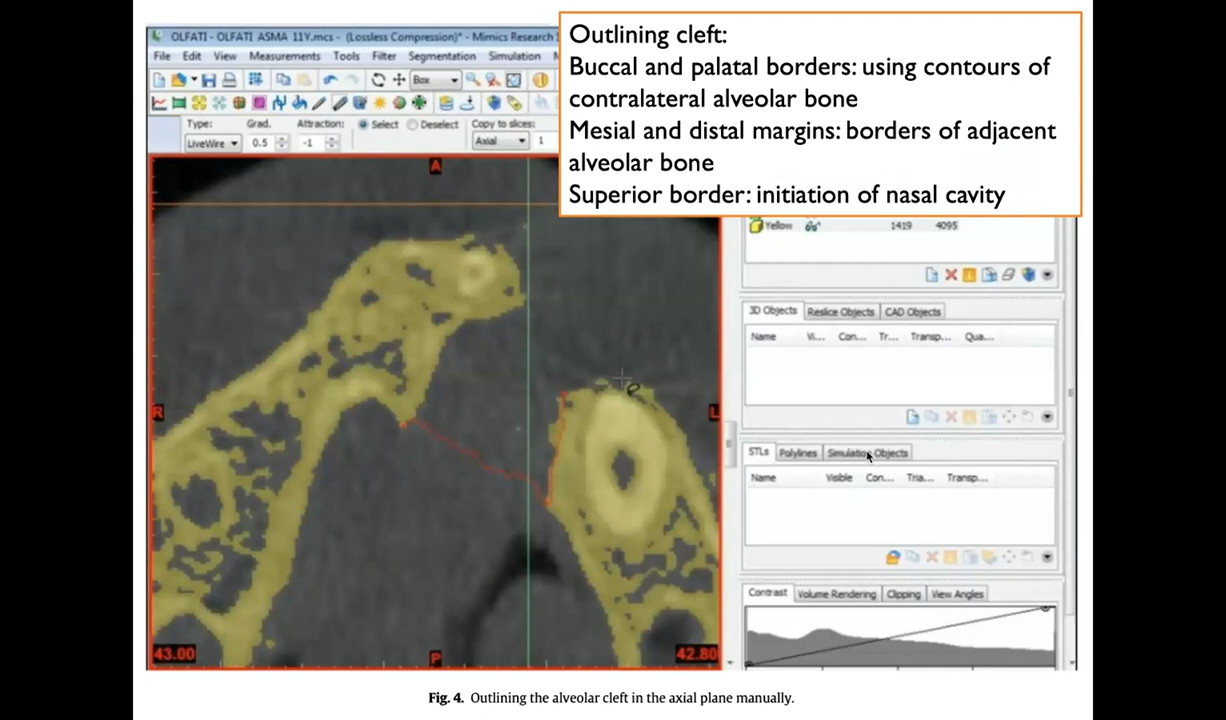 OLFATI - OLFATI ASMA 11Y.mcs - (Lossless Compression)* - Mimics Research
Outlining cleft:
Buccal and palatal borders: using contours of
contralateral alveolar bone
Mesial and distal margins: borders of adjacent
alveolar bone
Superior border: initiation of nasal cavity
File Edit View Measurements Tools Filter Segmentation Simulation
Box
Type: Grad. Attraction: Select Deselect Copy to slices:
LiveWire 0.5 -1 Axial 1
A
Yellow 1419 4095
3D Objects Reslice Objects CAD Objects
Name Vi... Con... Tr... Transp... Qua...
R L
STLs Polylines Simulation Objects
Name Visible Con... Tria... Transp...
Contrast Volume Rendering Clipping View Angles
43.00 P 42.80
Fig. 4. Outlining the alveolar cleft in the axial plane manually.